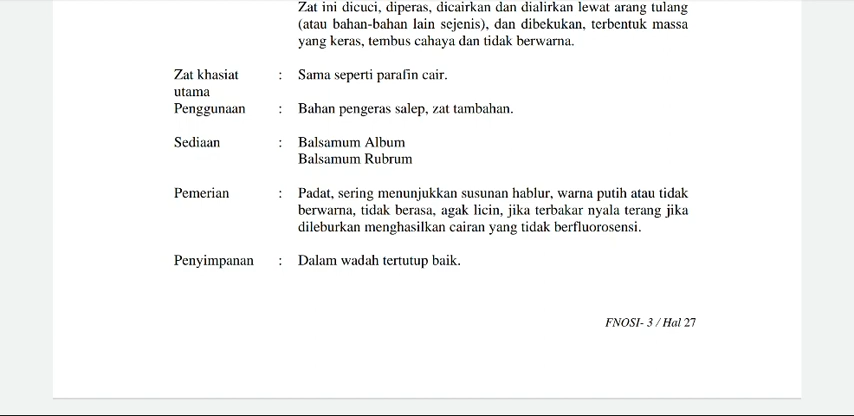 Zat ini dicuci, diperas, dicairkan dan dialirkan lewat arang tulang
(atau bahan-bahan lain sejenis), dan dibekukan, terbentuk massa
yang keras, tembus cahaya dan tidak berwarna.
Zat khasiat : Sama seperti parafin cair.
utama
Penggunaan : Bahan pengeras salep, zat tambahan.
Sediaan : Balsamum Album
Balsamum Rubrum
Pemerian : Padat, sering menunjukkan susunan hablur, warna putih atau tidak
berwarna, tidak berasa, agak licin, jika terbakar nyala terang jika
dileburkan menghasilkan cairan yang tidak berfluorosensi.
Penyimpanan : Dalam wadah tertutup baik.
FNOSI- 3 / Hal 27